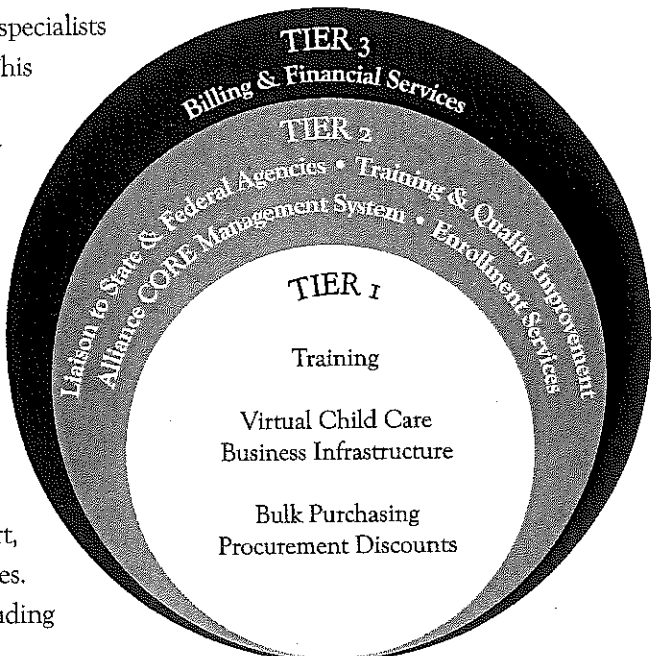 specialists
his
TIER 3
Billing & Financial Services
TIER 2
Liaison to State & Federal Agencies • Training & Quality Improvement
Alliance CORE Management System • Enrollment Services
TIER 1
Training
Virtual Child Care
Business Infrastructure
Bulk Purchasing
Procurement Discounts
rt,
es.
ading